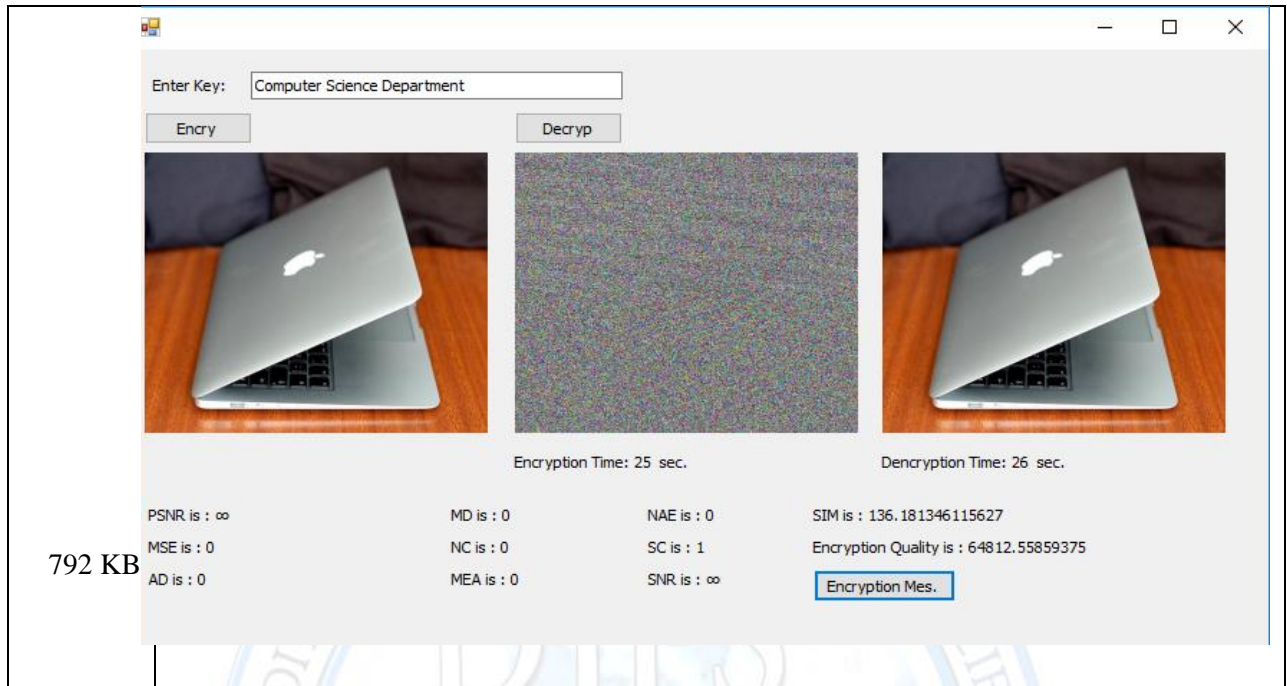 Enter Key: Computer Science Department
Encry Decryp
Encryption Time: 25 sec. Dencryption Time: 26 sec.
PSNR is : ∞ MD is : 0 NAE is : 0 SIM is : 136.181346115627
MSE is : 0 NC is : 0 SC is : 1 Encryption Quality is : 64812.55859375
792 KB
AD is : 0 MEA is : 0 SNR is : ∞ Encryption Mes.